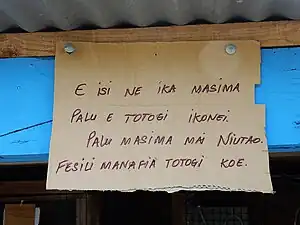 E ISI NE IKA MASIMA
PALU E TOTOGI IKONEI.
PALU MASIMA MAI NIUTAO.
FESILI MANAFIA TOTOGI KOE.